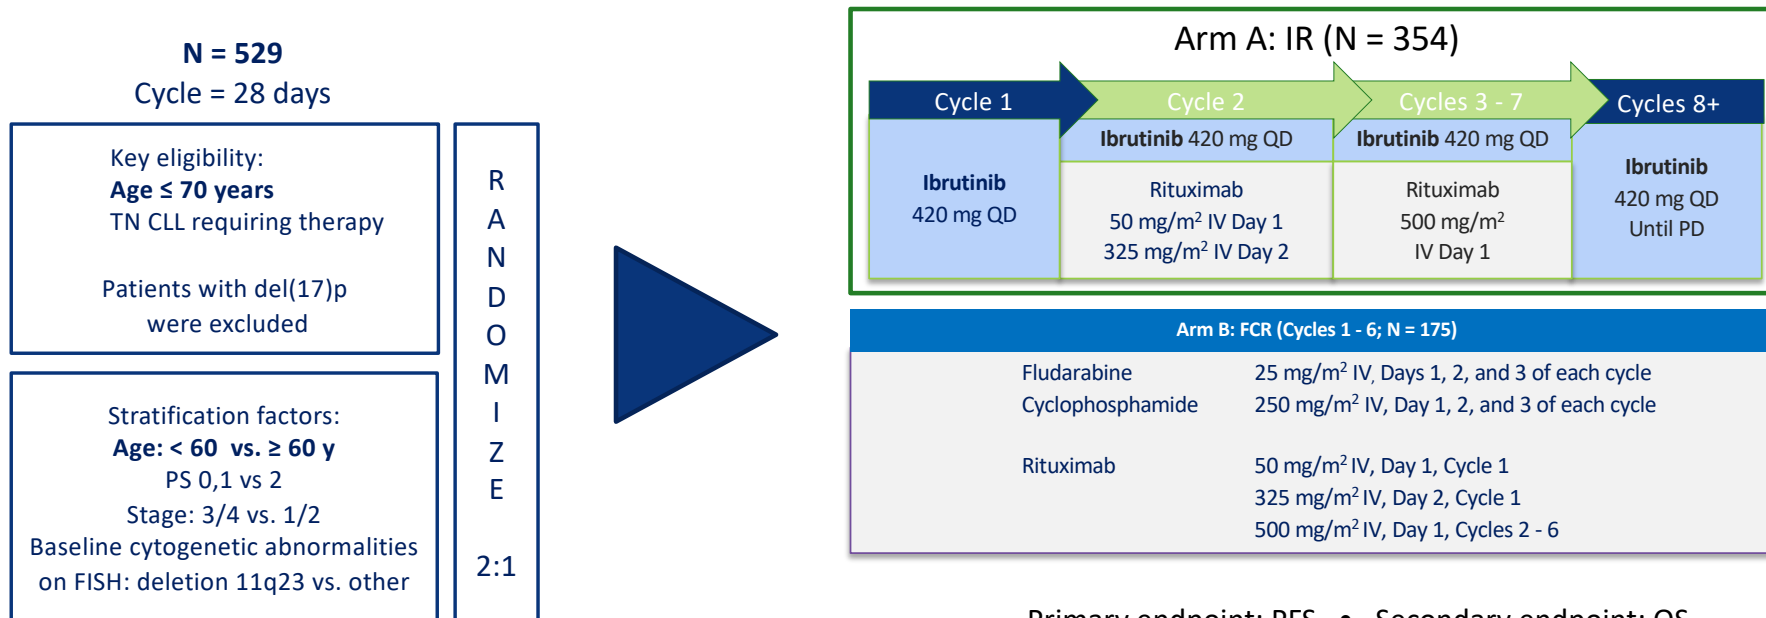 N = 529
Cycle = 28 days
Key eligibility:
Age ≤ 70 years
TN CLL requiring therapy
Patients with del(17)p
were excluded
Stratification factors:
Age: < 60 vs. ≥ 60 y
PS 0,1 vs 2
Stage: 3/4 vs. 1/2
Baseline cytogenetic abnormalities
on FISH: deletion 11q23 vs. other
R
A
N
D
O
M
I
Z
E
2:1
Arm A: IR (N = 354)
Cycle 1
Cycle 2
Cycles 3 - 7
Cycles 8+
Ibrutinib
420 mg QD
Ibrutinib 420 mg QD
Rituximab
50 mg/m² IV Day 1
325 mg/m² IV Day 2
Ibrutinib 420 mg QD
Rituximab
500 mg/m²
IV Day 1
Ibrutinib
420 mg QD
Until PD
Arm B: FCR (Cycles 1 - 6; N = 175)
Fludarabine 25 mg/m² IV, Days 1, 2, and 3 of each cycle
Cyclophosphamide 250 mg/m² IV, Day 1, 2, and 3 of each cycle
Rituximab 50 mg/m² IV, Day 1, Cycle 1
325 mg/m² IV, Day 2, Cycle 1
500 mg/m² IV, Day 1, Cycles 2 - 6
Primary endpoint: PFS • Secondary endpoint: OS